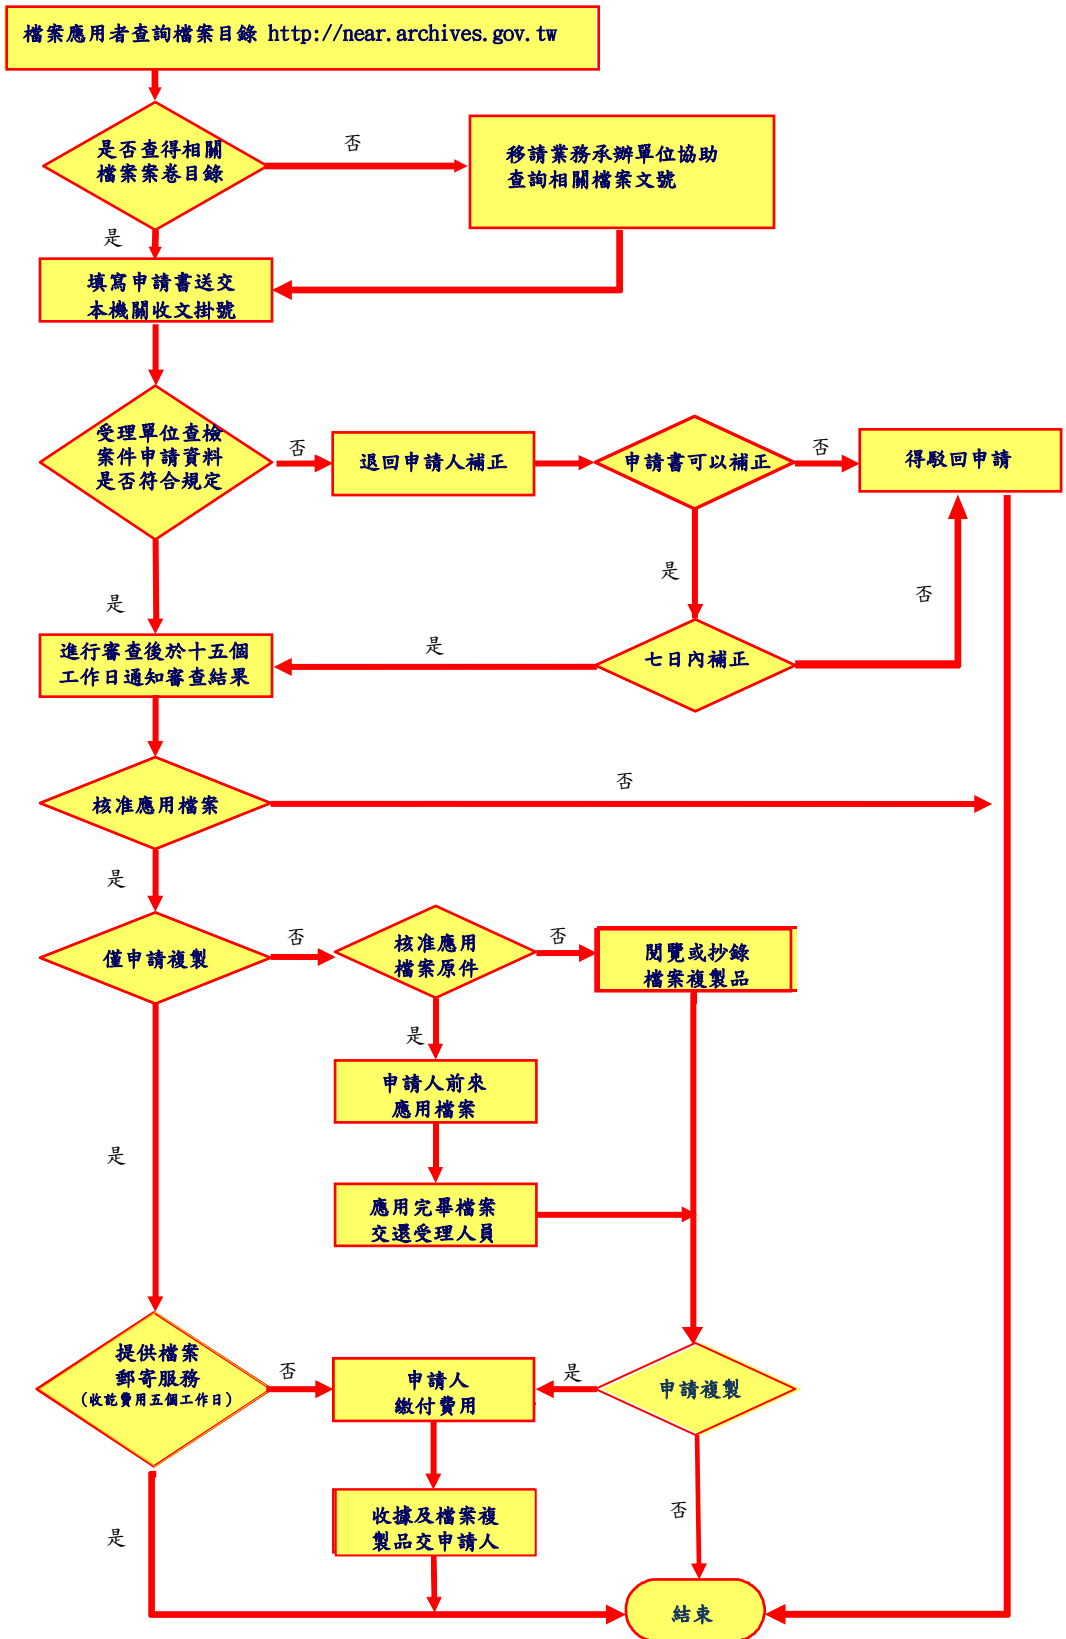 檔案應用者查詢檔案目錄 http://near.archives.gov.tw
是否查得相關
檔案案卷目錄
否
移請業務承辦單位協助
查詢相關檔案文號
是
填寫申請書送交
本機關收文掛號
受理單位查檢
案件申請資料
是否符合規定
否
退回申請人補正
申請書可以補正
否
得駁回申請
是
是
否
進行審查後於十五個
工作日通知審查結果
是
七日內補正
核准應用檔案
否
是
僅申請複製
否
核准應用
檔案原件
否
閱覽或抄錄
檔案複製品
是
申請人前來
應用檔案
是
應用完畢檔案
交還受理人員
提供檔案
郵寄服務
(收訖費用五個工作日)
否
申請人
繳付費用
是
申請複製
收據及檔案複
製品交申請人
否
是
結束